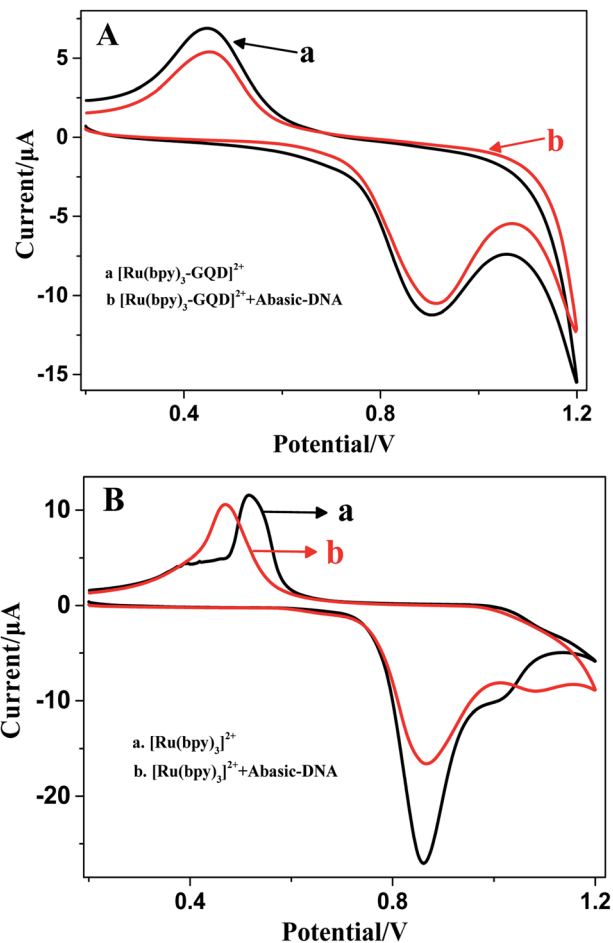 A
a
b
5
0
-5
-10
-15
Current/μA
a [Ru(bpy)₃-GQD]²⁺
b [Ru(bpy)₃-GQD]²⁺+Abasic-DNA
0.4 0.8 1.2
Potential/V
B
a
b
10
0
-10
-20
Current/μA
a. [Ru(bpy)₃]²⁺
b. [Ru(bpy)₃]²⁺+Abasic-DNA
0.4 0.8 1.2
Potential/V